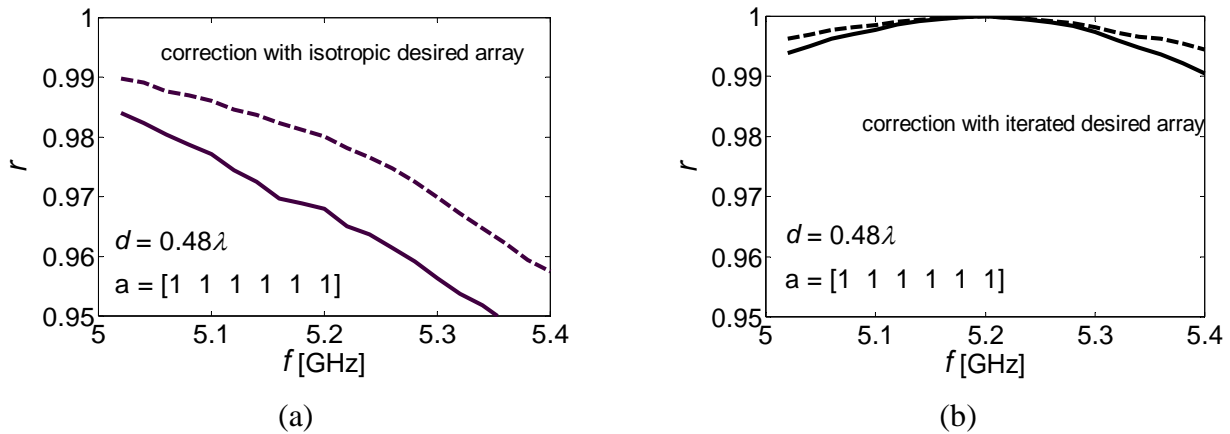 1
0.99
0.98
0.97
0.96
0.95
r
correction with isotropic desired array
d = 0.48λ
a = [1 1 1 1 1 1]
5 5.1 5.2 5.3 5.4
f [GHz]
(a)
1
0.99
0.98
0.97
0.96
0.95
r
correction with iterated desired array
d = 0.48λ
a = [1 1 1 1 1 1]
5 5.1 5.2 5.3 5.4
f [GHz]
(b)